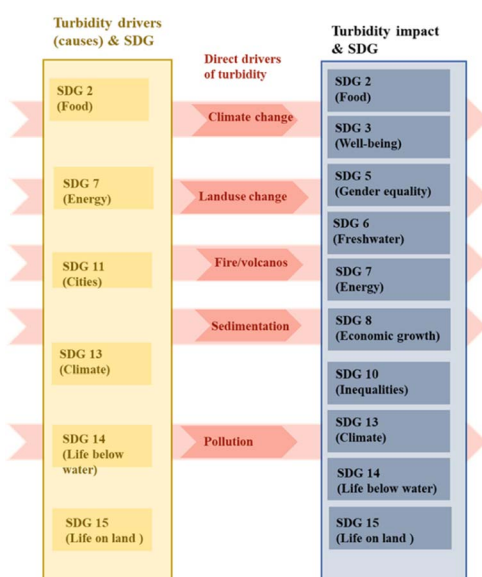 Turbidity drivers
(causes) & SDG
SDG 2
(Food)
SDG 7
(Energy)
SDG 11
(Cities)
SDG 13
(Climate)
SDG 14
(Life below
water)
SDG 15
(Life on land )
Direct drivers
of turbidity
Climate change
Landuse change
Fire/volcanos
Sedimentation
Pollution
Turbidity impact
& SDG
SDG 2
(Food)
SDG 3
(Well-being)
SDG 5
(Gender equality)
SDG 6
(Freshwater)
SDG 7
(Energy)
SDG 8
(Economic growth)
SDG 10
(Inequalities)
SDG 13
(Climate)
SDG 14
(Life below water)
SDG 15
(Life on land )